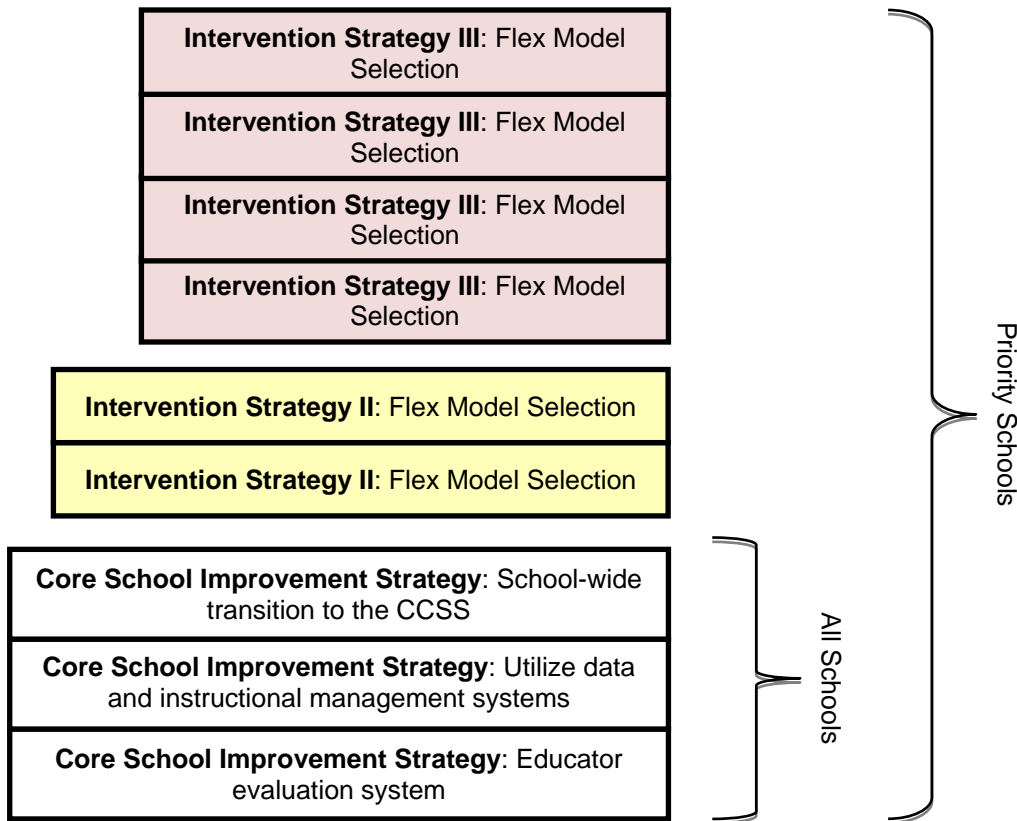 Intervention Strategy III: Flex Model
Selection
Intervention Strategy III: Flex Model
Selection
Intervention Strategy III: Flex Model
Selection
Intervention Strategy III: Flex Model
Selection
Intervention Strategy II: Flex Model Selection
Intervention Strategy II: Flex Model Selection
Core School Improvement Strategy: School-wide
transition to the CCSS
Core School Improvement Strategy: Utilize data
and instructional management systems
Core School Improvement Strategy: Educator
evaluation system
All Schools
Priority Schools